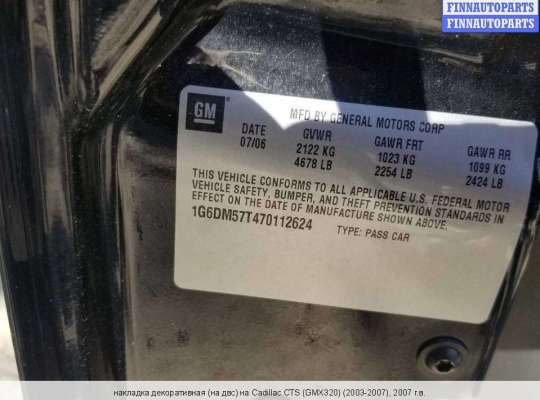 FINNAUTOPARTS
FINNAUTOPARTS
GM
MFD BY GENERAL MOTORS CORP
DATE GVWR GAWR FRT GAWR RR
07/06 2122 KG 1023 KG 1099 KG
4678 LB 2254 LB 2424 LB
THIS VEHICLE CONFORMS TO ALL APPLICABLE U.S. FEDERAL MOTOR
VEHICLE SAFETY, BUMPER, AND THEFT PREVENTION STANDARDS IN
EFFECT ON THE DATE OF MANUFACTURE SHOWN ABOVE.
1G6DM57T470112624 TYPE: PASS CAR
накладка декоративная (на двс) на Cadillac CTS (GMX320) (2003-2007), 2007 г.в.